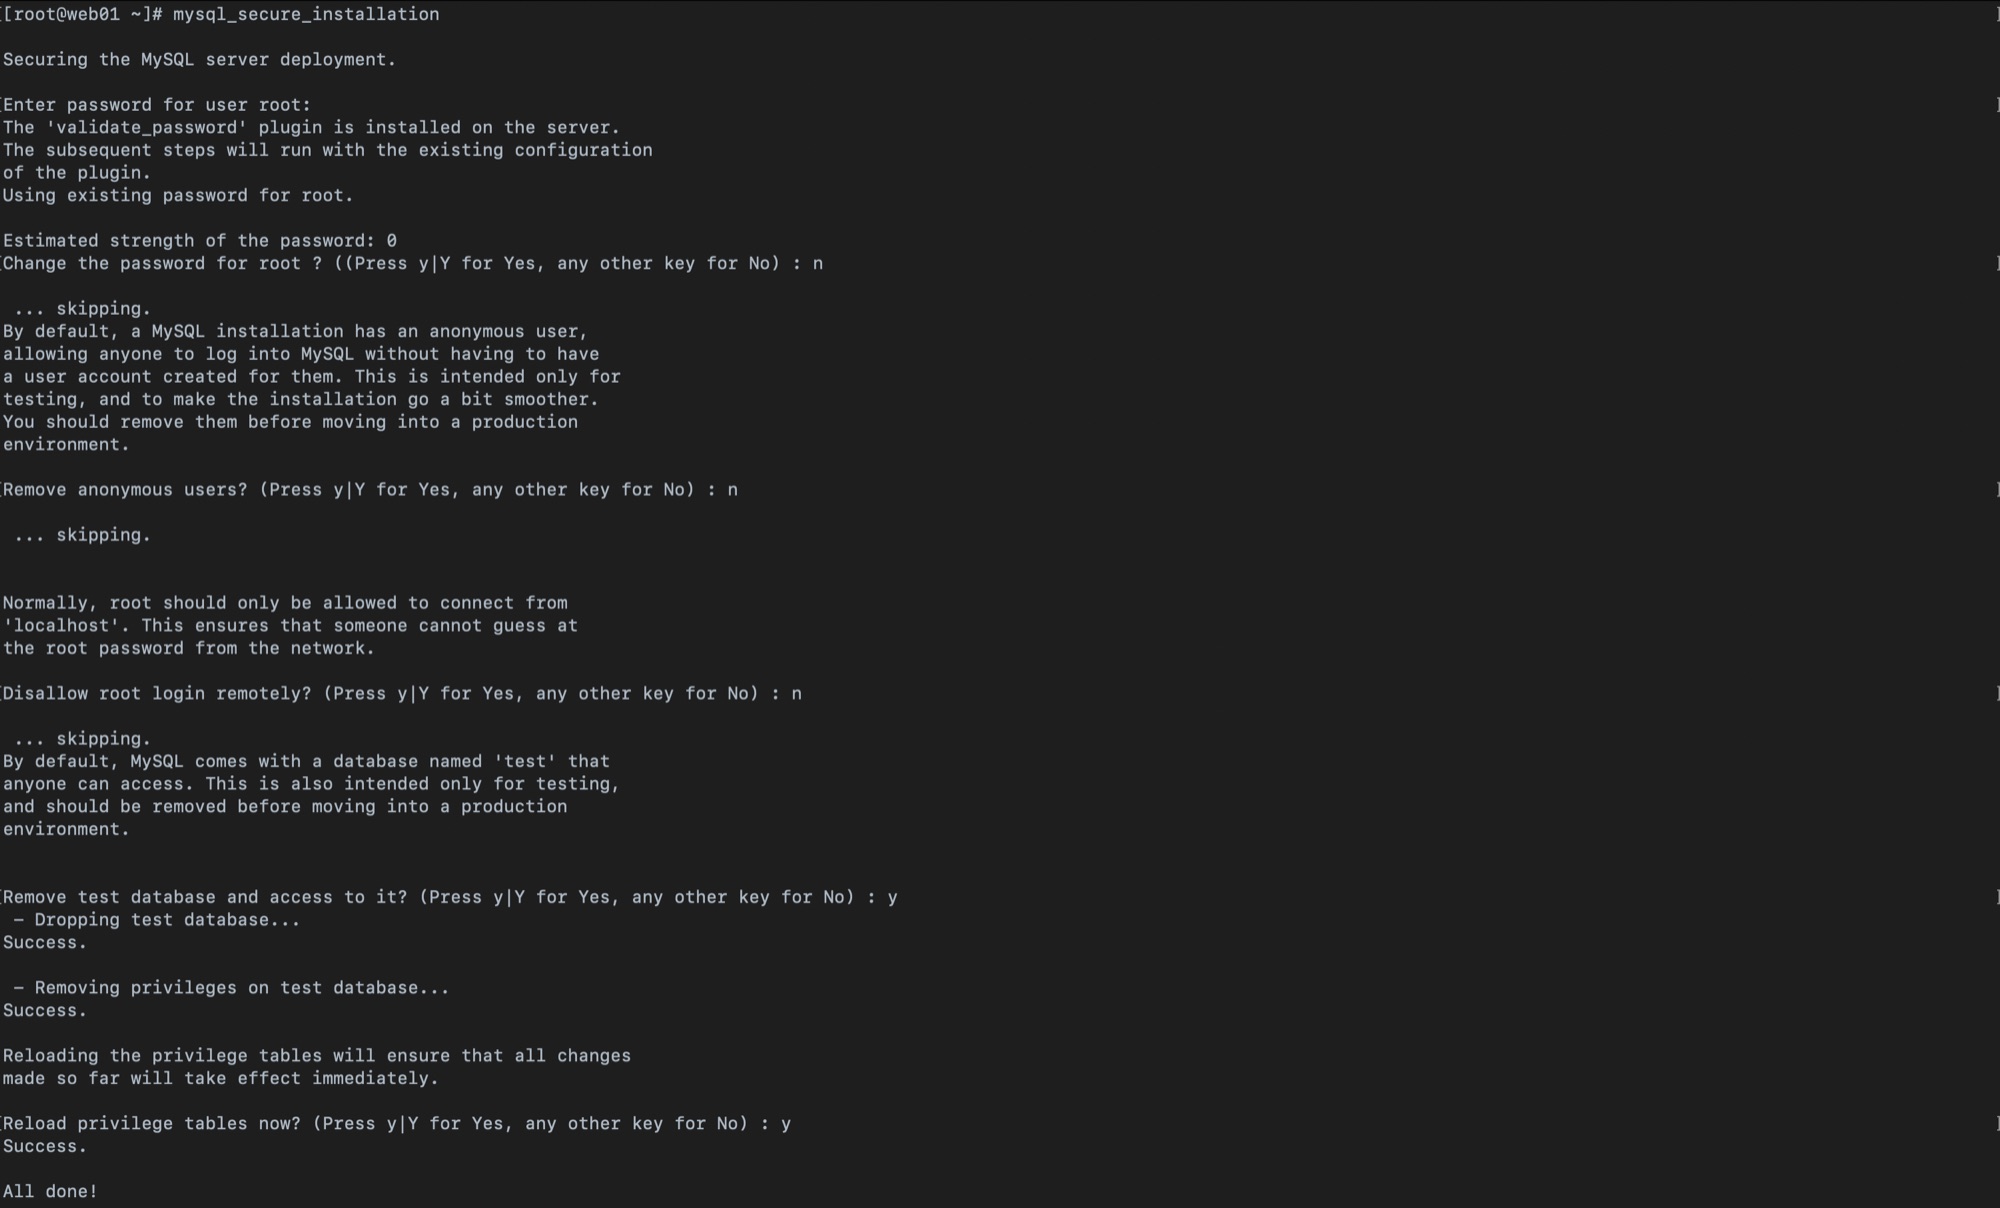 [[root@web01 ~]# mysql_secure_installation ]
Securing the MySQL server deployment.
[Enter password for user root: ]
The 'validate_password' plugin is installed on the server.
The subsequent steps will run with the existing configuration
of the plugin.
Using existing password for root.
Estimated strength of the password: 0
[Change the password for root ? ((Press y|Y for Yes, any other key for No) : n ]
 ... skipping.
By default, a MySQL installation has an anonymous user,
allowing anyone to log into MySQL without having to have
a user account created for them. This is intended only for
testing, and to make the installation go a bit smoother.
You should remove them before moving into a production
environment.
[Remove anonymous users? (Press y|Y for Yes, any other key for No) : n ]
 ... skipping.
Normally, root should only be allowed to connect from
'localhost'. This ensures that someone cannot guess at
the root password from the network.
[Disallow root login remotely? (Press y|Y for Yes, any other key for No) : n ]
 ... skipping.
By default, MySQL comes with a database named 'test' that
anyone can access. This is also intended only for testing,
and should be removed before moving into a production
environment.
[Remove test database and access to it? (Press y|Y for Yes, any other key for No) : y ]
 - Dropping test database...
Success.
 - Removing privileges on test database...
Success.
Reloading the privilege tables will ensure that all changes
made so far will take effect immediately.
[Reload privilege tables now? (Press y|Y for Yes, any other key for No) : y ]
Success.
All done!